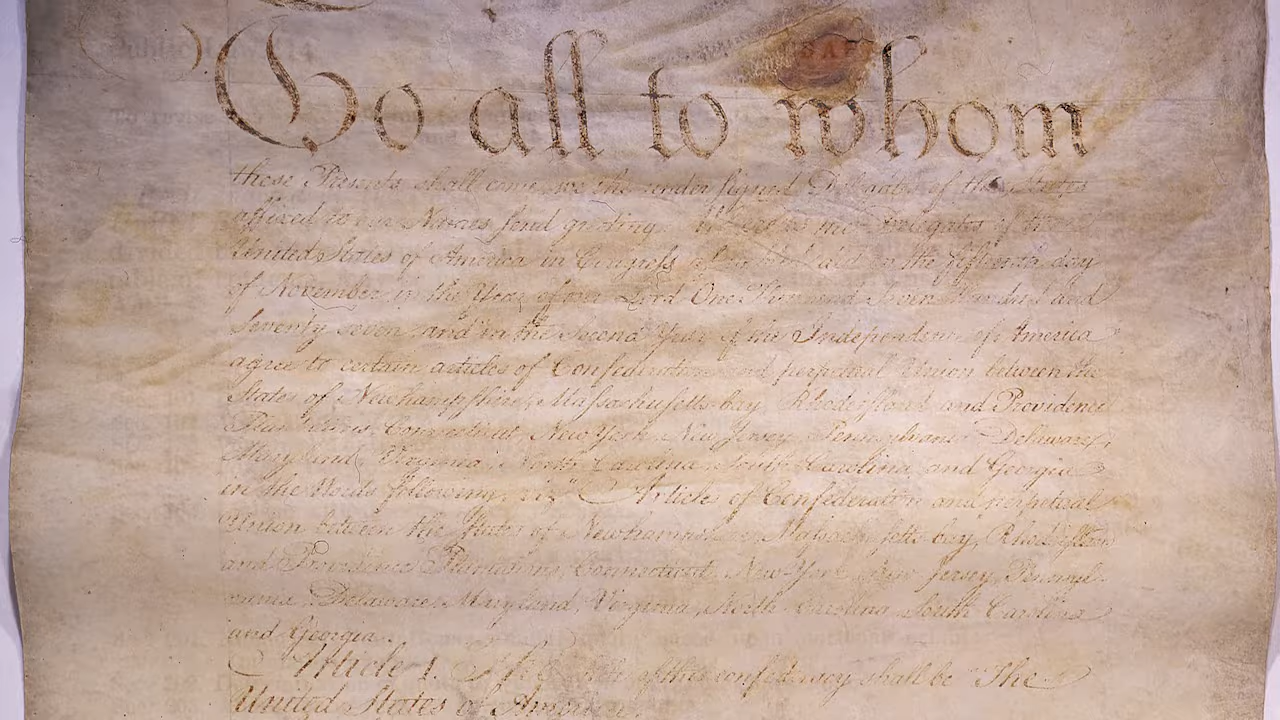 To all to whom
these Presents shall come, we the under signed Delegates of the States
affixed to our Names send greeting. Whereas the Delegates of the
United States of America in Congress assembled did on the fifteenth day
of November in the Year of our Lord One Thousand Seven Hundred and
Seventy seven, and in the Second Year of the Independence of America
agree to certain articles of Confederation and perpetual Union between the
States of Newhampshire, Massachusetts-bay, Rhodeisland and Providence
Plantations, Connecticut, New York, New Jersey, Pennsylvania, Delaware,
Maryland, Virginia, North-Carolina, South-Carolina and Georgia
in the Words following, viz. "Articles of Confederation and perpetual
Union between the States of Newhampshire, Massachusetts-bay, Rhodeisland
and Providence Plantations, Connecticut, New-York, New-Jersey, Pennsyl-
vania, Delaware, Maryland, Virginia, North-Carolina, South-Carolina
and Georgia.
Article I. The Stile of this confederacy shall be "The
United States of America."